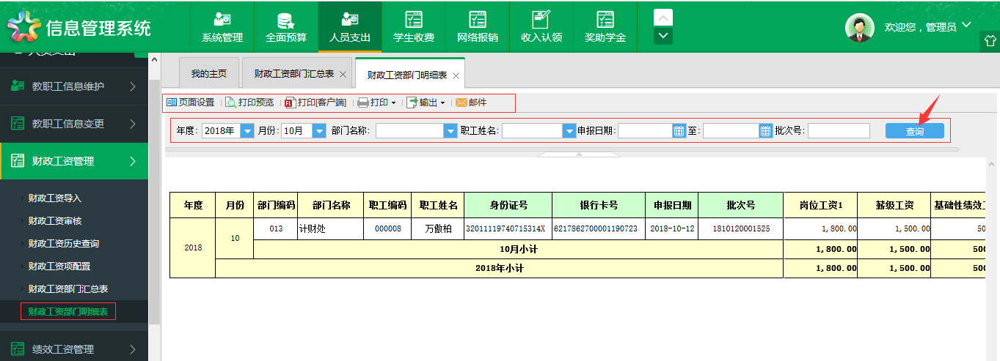 信息管理系统
系统管理 全面预算 人员支出 学生收费 网络报销 收入认领 奖助学金
欢迎您，管理员
人员支出
教职工信息维护
教职工信息变更
财政工资管理
财政工资导入
财政工资审核
财政工资历史查询
财政工资项配置
财政工资部门汇总表
财政工资部门明细表
绩效工资管理
我的主页 财政工资部门汇总表 财政工资部门明细表
页面设置 打印预览 打印[客户端] 打印 输出 邮件
年度: 2018年 月份: 10月 部门名称: 职工姓名: 申报日期: 至: 批次号: 查询
年度 月份 部门编码 部门名称 职工编码 职工姓名 身份证号 银行卡号 申报日期 批次号 岗位工资1 薪级工资 基础性绩效
2018 10 013 计财处 000008 万傲柏 32011119740715314X 6217862700001190723 2018-10-12 1810120001525 1,800.00 1,500.00 50
10月小计 1,800.00 1,500.00 500
2018年小计 1,800.00 1,500.00 500